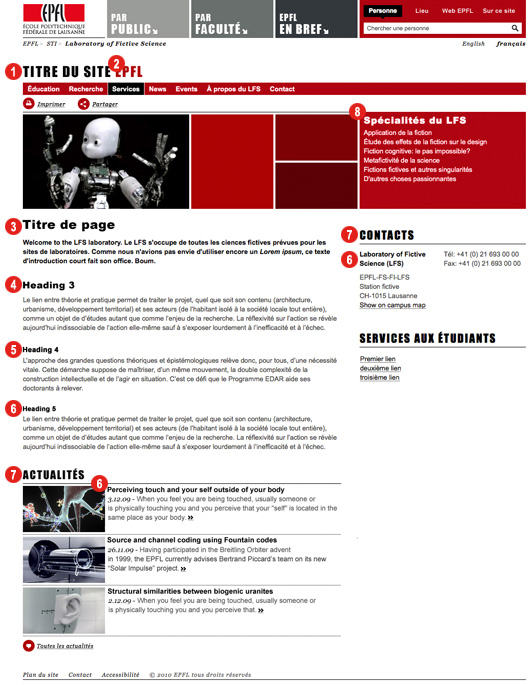 EPFL
ÉCOLE POLYTECHNIQUE
FÉDÉRALE DE LAUSANNE
PAR
PUBLIC
PAR
FACULTÉ
EPFL
EN BREF
Personne Lieu Web EPFL Sur ce site
Chercher une personne
EPFL STI Laboratory of Fictive Science
English français
1 TITRE DU SITE EPFL 2
Éducation Recherche Services News Events À propos du LFS Contact
Imprimer Partager
8
Spécialités du LFS
Application de la fiction
Étude des effets de la fiction sur le design
Fiction cognitive: le pas impossible?
Metafictivité de la science
Fictions fictives et autres singularités
D'autres choses passionnantes
3 Titre de page
Welcome to the LFS laboratory. Le LFS s'occupe de toutes les ciences fictives prévues pour les
sites de laboratoires. Comme nous n'avions pas envie d'utiliser encore un Lorem ipsum, ce texte
d'introduction court fait son office. Boum.
4 Heading 3
Le lien entre théorie et pratique permet de traiter le projet, quel que soit son contenu (architecture,
urbanisme, développement territorial) et ses acteurs (de l'habitant isolé à la société locale tout entière),
comme un objet de d'études autant que comme l'enjeu de la recherche. La réflexivité sur l'action se révèle
aujourd'hui indissociable de l'action elle-même sauf à s'exposer lourdement à l'inefficacité et à l'échec.
5 Heading 4
L'approche des grandes questions théoriques et épistémologiques relève donc, pour tous, d'une nécessité
vitale. Cette démarche suppose de maîtriser, d'un même mouvement, la double complexité de la
construction intellectuelle et de l'agir en situation. C'est ce défi que le Programme EDAR aide ses
doctorants à relever.
6 Heading 5
Le lien entre théorie et pratique permet de traiter le projet, quel que soit son contenu (architecture,
urbanisme, développement territorial) et ses acteurs (de l'habitant isolé à la société locale tout entière),
comme un objet de d'études autant que comme l'enjeu de la recherche. La réflexivité sur l'action se révèle
aujourd'hui indissociable de l'action elle-même sauf à s'exposer lourdement à l'inefficacité et à l'échec.
7 ACTUALITÉS
6
Perceiving touch and your self outside of your body
3.12.09 - When you feel you are being touched, usually someone or
is physically touching you and you perceive that your "self" is located in the
same place as your body. »
Source and channel coding using Fountain codes
26.11.09 - Having participated in the Breitling Orbiter advent
in 1999, the EPFL currently advises Bertrand Piccard's team on its new
"Solar Impulse" project. »
Structural similarities between biogenic uranites
2.12.09 - When you feel you are being touched, usually someone or
is physically touching you and you perceive that. »
Toutes les actualités
7 CONTACTS
6 Laboratory of Fictive
Science (LFS)
Tél: +41 (0) 21 693 00 00
Fax: +41 (0) 21 693 00 00
EPFL-FS-FI-LFS
Station fictive
CH-1015 Lausanne
Show on campus map
SERVICES AUX ÉTUDIANTS
Premier lien
deuxième lien
troisième lien
Plan du site Contact Accessibilité © 2010 EPFL tous droits réservés